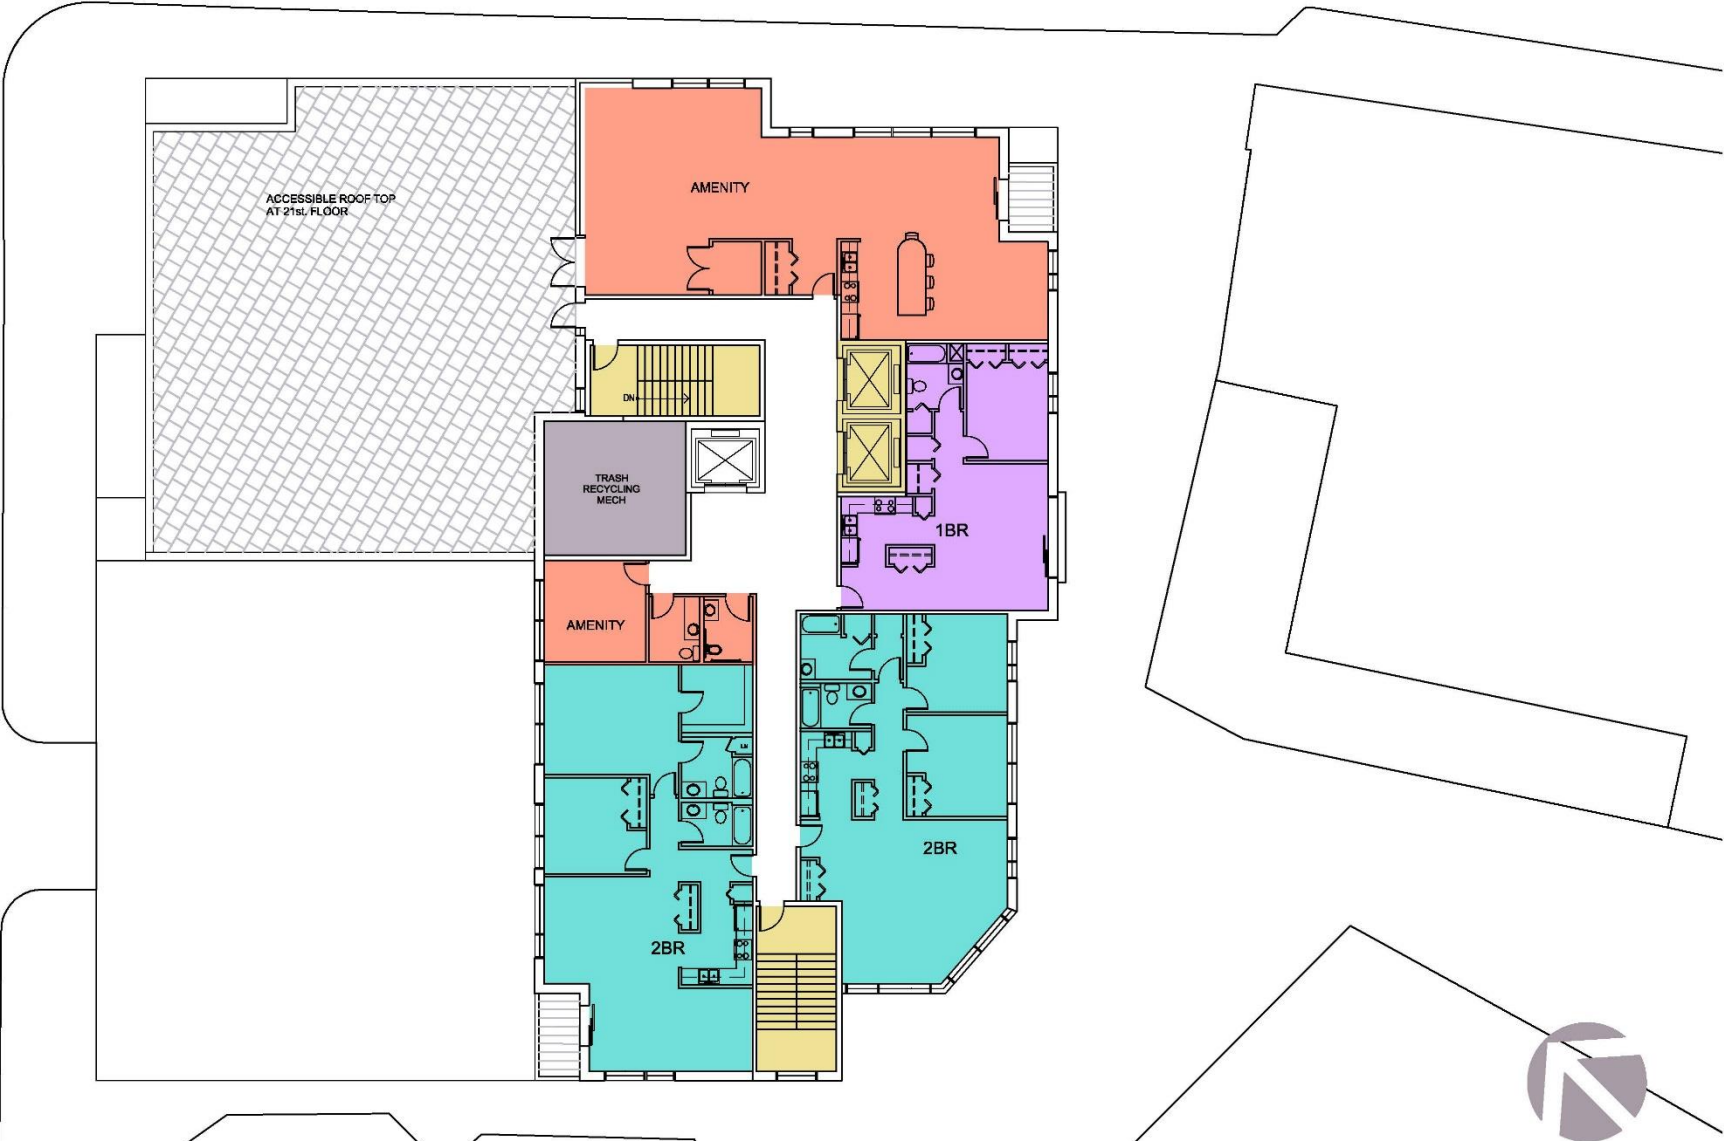 ACCESSIBLE ROOF TOP
AT 21st. FLOOR
AMENITY
DN
TRASH
RECYCLING
MECH
1BR
AMENITY
2BR
2BR